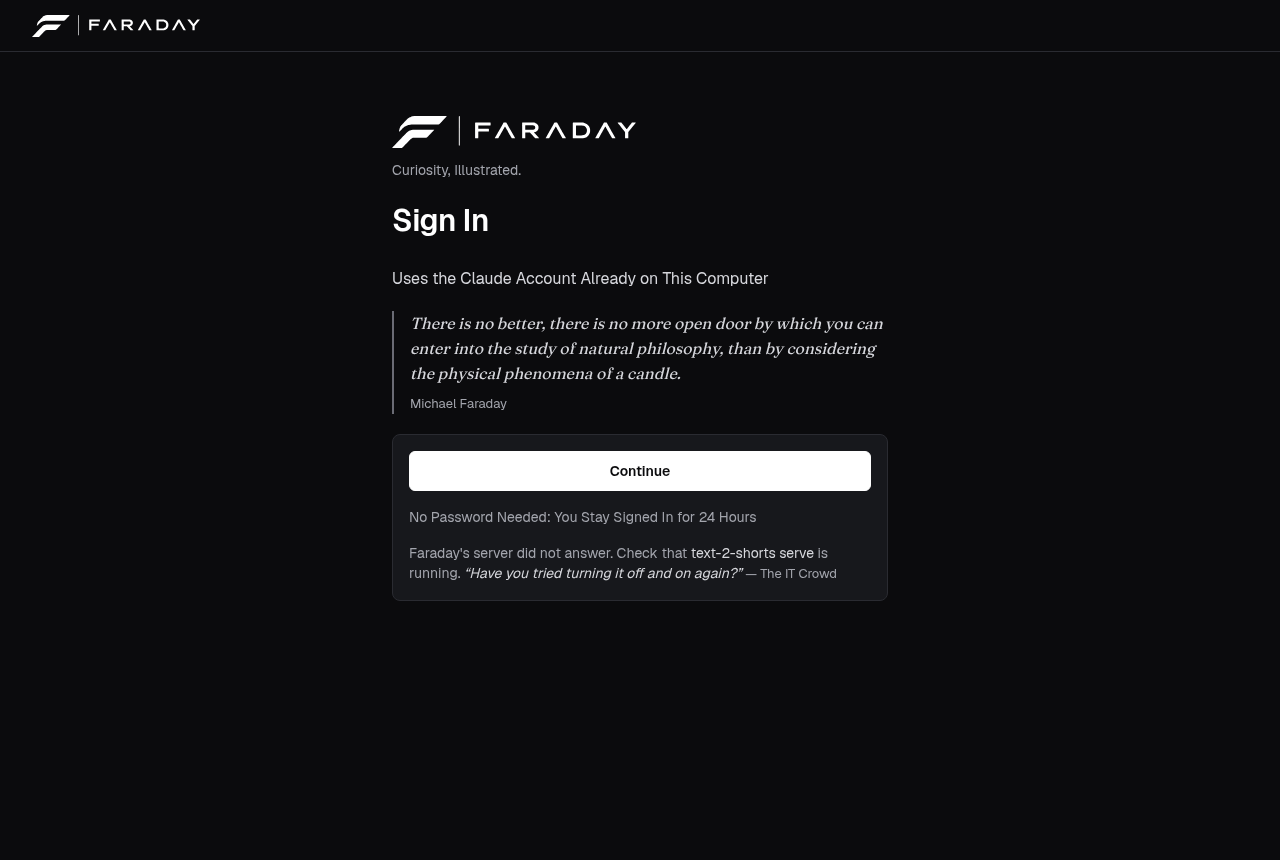 FARADAY
FARADAY
Curiosity, Illustrated.
Sign In
Uses the Claude Account Already on This Computer
There is no better, there is no more open door by which you can
enter into the study of natural philosophy, than by considering
the physical phenomena of a candle.
Michael Faraday
Continue
No Password Needed: You Stay Signed In for 24 Hours
Faraday's server did not answer. Check that text-2-shorts serve is
running. “Have you tried turning it off and on again?” — The IT Crowd